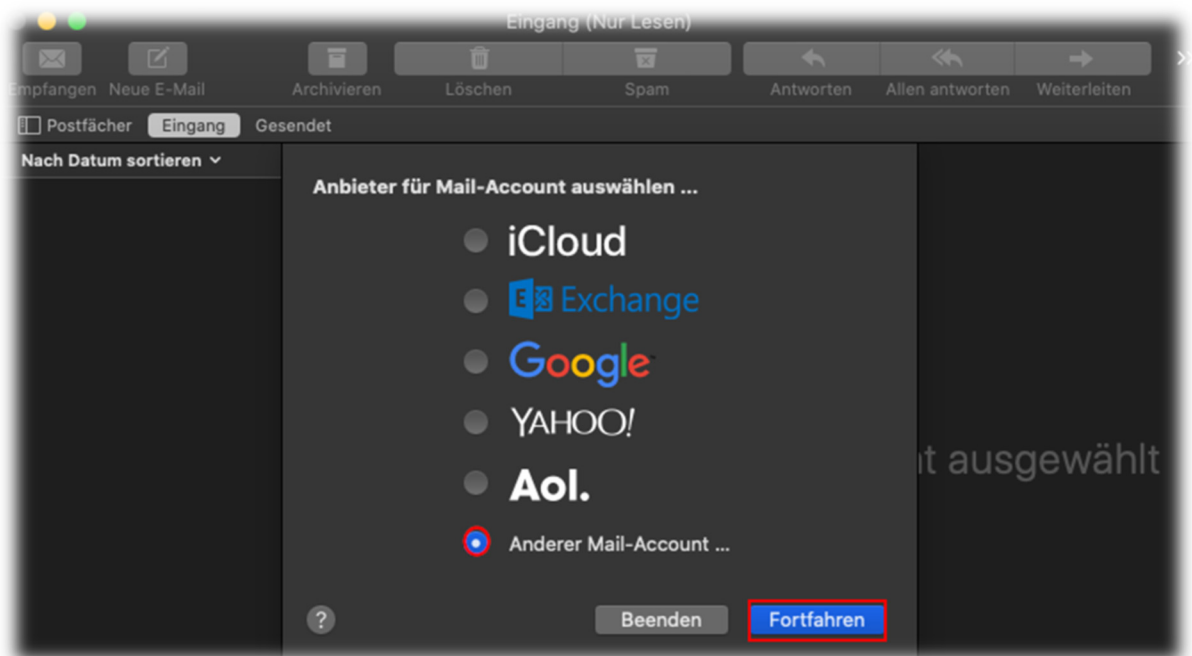 Eingang (Nur Lesen)
Empfangen Neue E-Mail Archivieren Löschen Spam Antworten Allen antworten Weiterleiten
Postfächer Eingang Gesendet
Nach Datum sortieren
Anbieter für Mail-Account auswählen ...
iCloud
E Exchange
Google
YAHOO!
ausgewählt
Aol.
Anderer Mail-Account ...
? Beenden Fortfahren